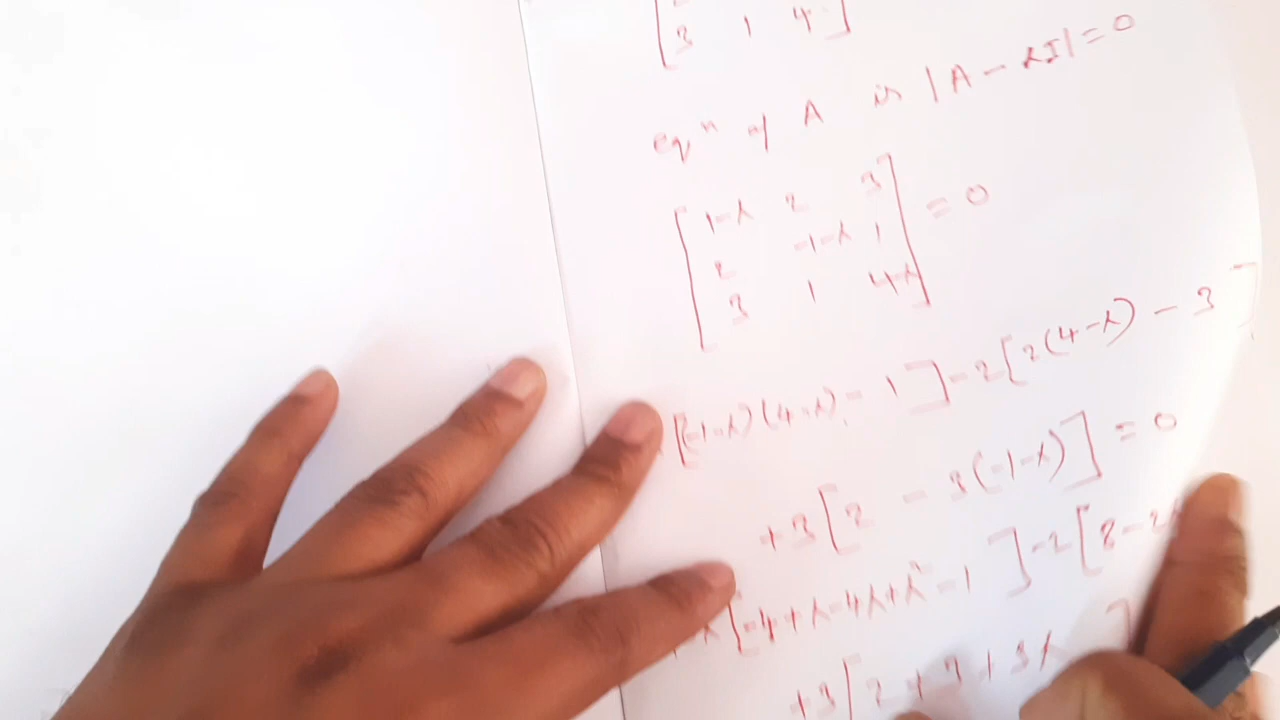 3 1 4 ]
eqⁿ of A is |A - λI| = 0
[ 1-λ 2 3
2 -1-λ 1 ] = 0
3 1 4-λ
[(-1-λ)(4-λ) - 1] - 2[2(4-λ) - 3]
+3[2 - 3(-1-λ)] = 0
[-4+λ-4λ+λ²-1] -2[8-2
+3[2+3+3λ ]